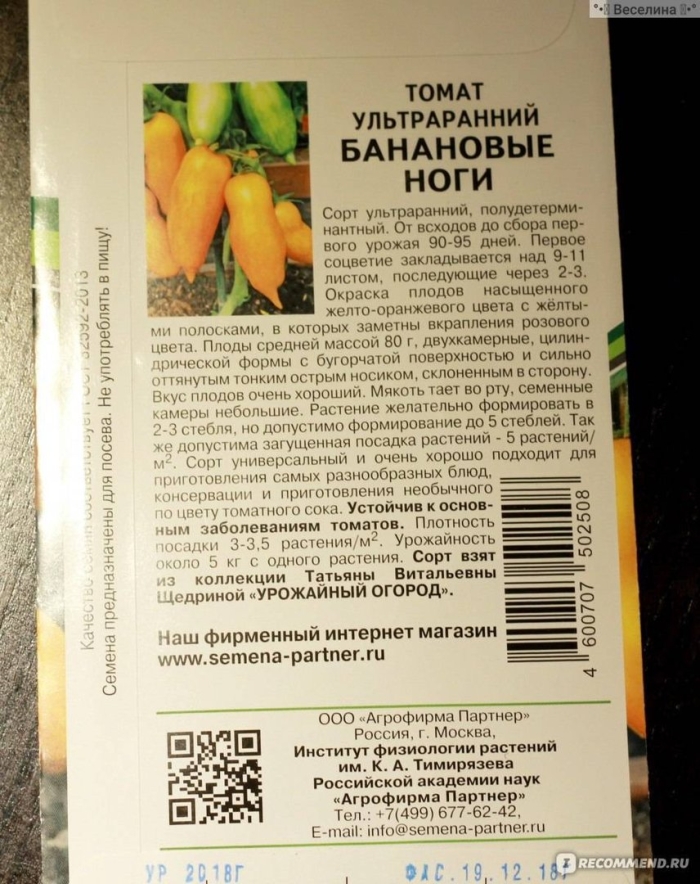 Веселина
ТОМАТ
УЛЬТРАРАННИЙ
БАНАНОВЫЕ
НОГИ
Сорт ультраранний, полудетерми-
нантный. От всходов до сбора пер-
вого урожая 90-95 дней. Первое
соцветие закладывается над 9-11
листом, последующие через 2-3.
Окраска плодов насыщенного
желто-оранжевого цвета с жёлты-
ми полосками, в которых заметны вкрапления розового
цвета. Плоды средней массой 80 г, двухкамерные, цилин-
дрической формы с бугорчатой поверхностью и сильно
оттянутым тонким острым носиком, склоненным в сторону.
Вкус плодов очень хороший. Мякоть тает во рту, семенные
камеры небольшие. Растение желательно формировать в
2-3 стебля, но допустимо формирование до 5 стеблей. Так
же допустима загущенная посадка растений - 5 растений/
м². Сорт универсальный и очень хорошо подходит для
приготовления самых разнообразных блюд,
консервации и приготовления необычного
по цвету томатного сока. Устойчив к основ-
ным заболеваниям томатов. Плотность
посадки 3-3,5 растения/м². Урожайность
около 5 кг с одного растения. Сорт взят
из коллекции Татьяны Витальевны
Щедриной «УРОЖАЙНЫЙ ОГОРОД».
Наш фирменный интернет магазин
www.semena-partner.ru
4 600707 502508
ООО «Агрофирма Партнер»
Россия, г. Москва,
Институт физиологии растений
им. К. А. Тимирязева
Российской академии наук
«Агрофирма Партнер»
Тел.: +7(499) 677-62-42,
E-mail: info@semena-partner.ru
Качество семян соответствует ГОСТ 32592-2013
Семена предназначены для посева. Не употреблять в пищу!
УР 2018Г ФАС.19.12.18Г
IRECOMMEND.RU